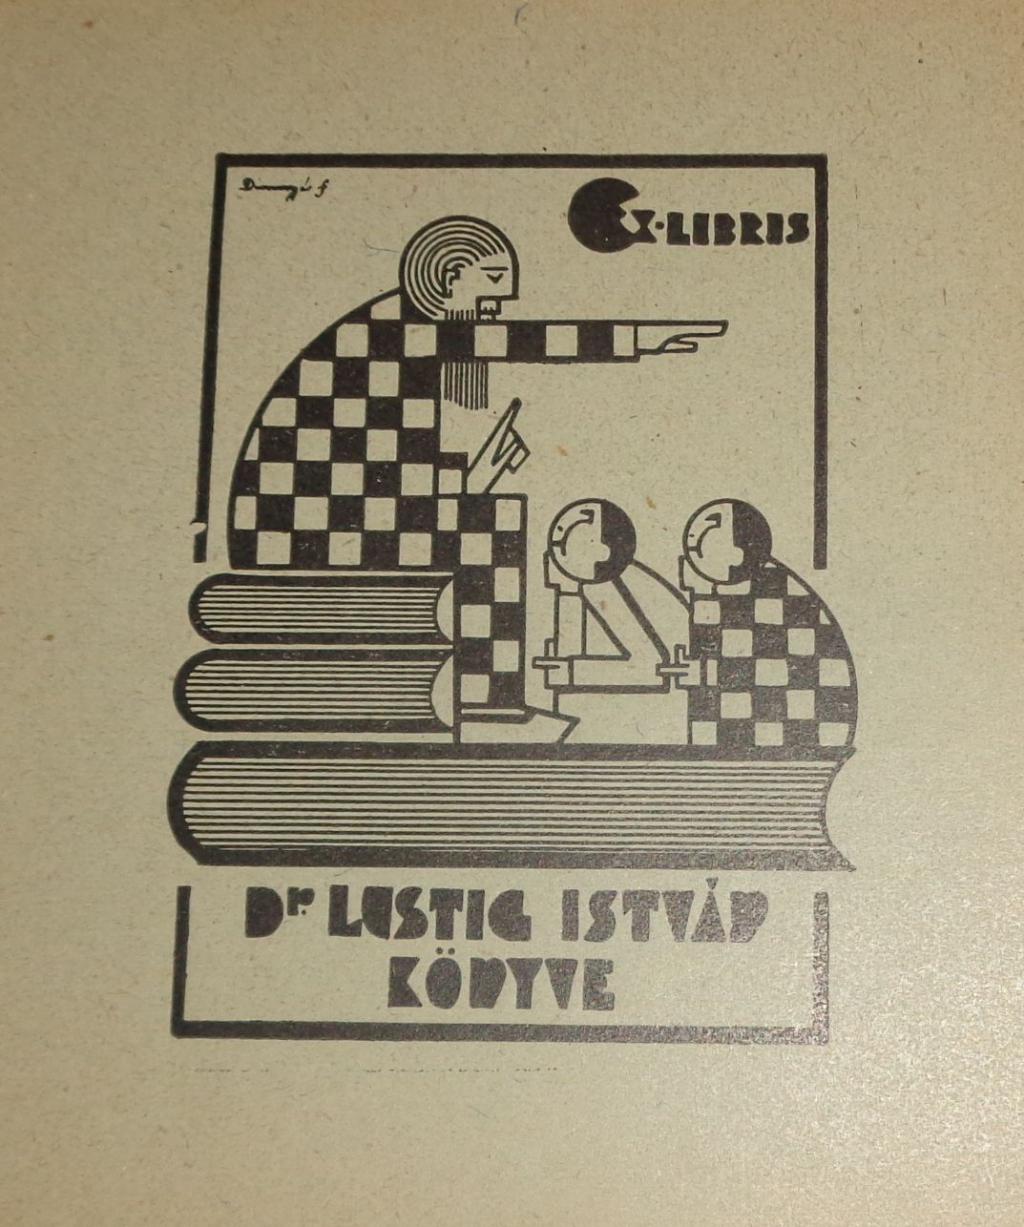 EX-LIBRIS
Dr. LUSTIG ISTVÁN
KÖNYVE